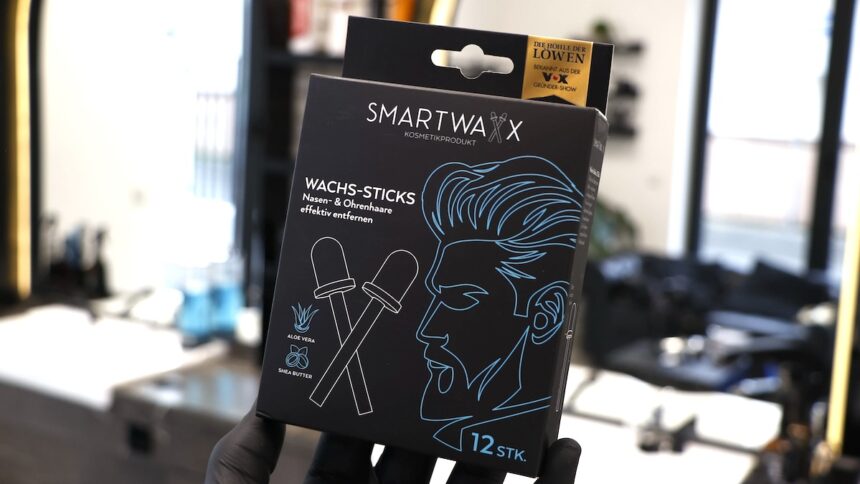 DIE HÖHLE DER
LÖWEN
BEKANNT AUS DER
VOX
GRÜNDER-SHOW
SMARTWAXX
KOSMETIKPRODUKT
WACHS-STICKS
Nasen- & Ohrenhaare
effektiv entfernen
ALOE VERA
SHEA BUTTER
12 STK.